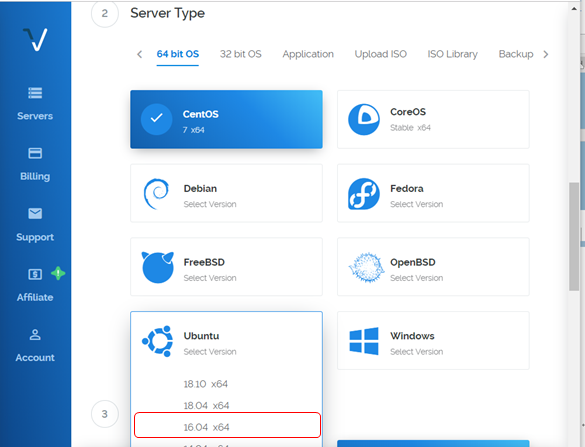 2 Server Type
64 bit OS 32 bit OS Application Upload ISO ISO Library Backup
CentOS
7 x64
CoreOS
Stable x64
Servers
Debian
Select Version
Fedora
Select Version
Billing
FreeBSD
Select Version
OpenBSD
Select Version
Support
Affiliate
Ubuntu
Select Version
Windows
Select Version
Account
18.10 x64
18.04 x64
3
16.04 x64